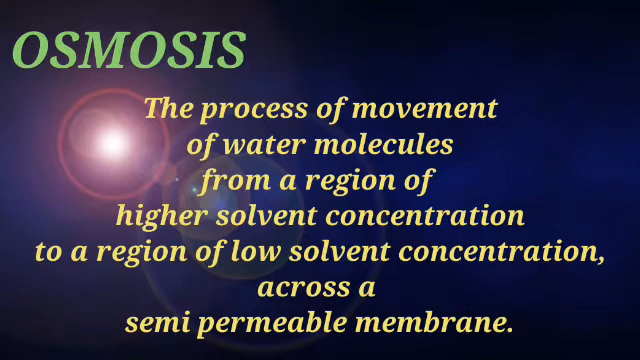 OSMOSIS
The process of movement
of water molecules
from a region of
higher solvent concentration
to a region of low solvent concentration,
across a
semi permeable membrane.